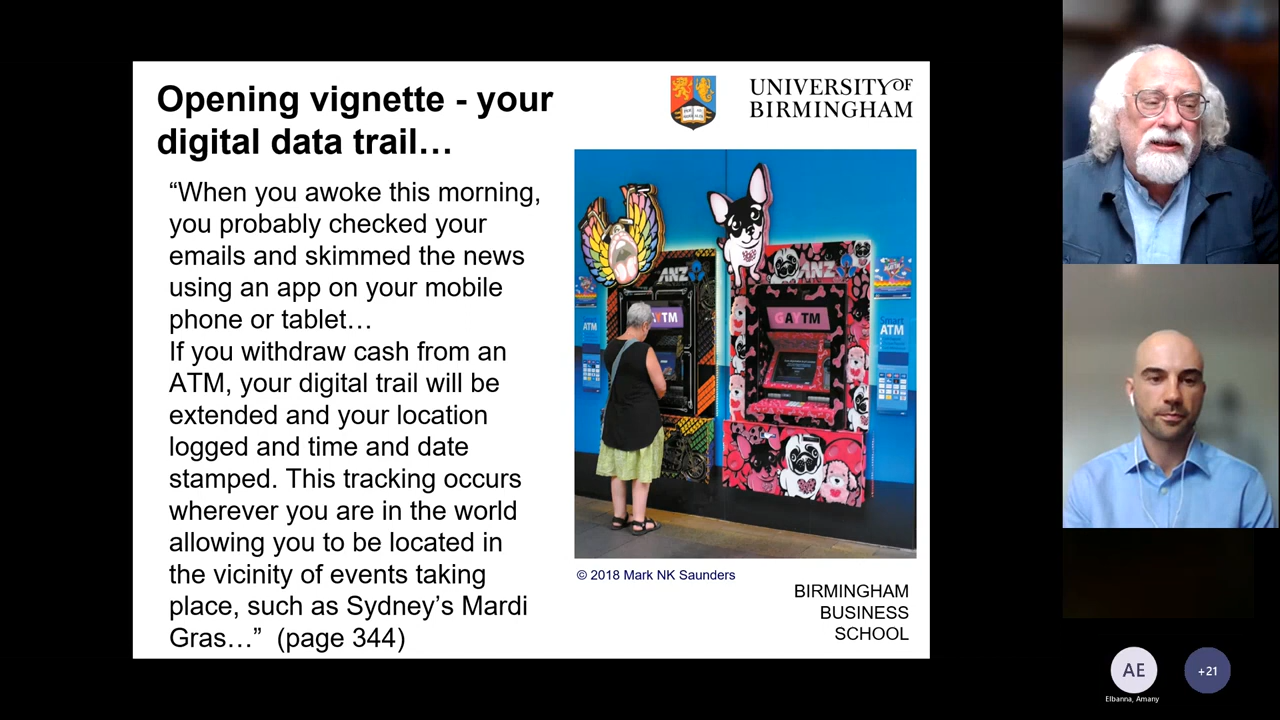 Opening vignette - your
digital data trail…
UNIVERSITY OF
BIRMINGHAM
“When you awoke this morning,
you probably checked your
emails and skimmed the news
using an app on your mobile
phone or tablet…
If you withdraw cash from an
ATM, your digital trail will be
extended and your location
logged and time and date
stamped. This tracking occurs
wherever you are in the world
allowing you to be located in
the vicinity of events taking
place, such as Sydney’s Mardi
Gras…” (page 344)
ANZ
ANZ
GAYTM
ATM
Smart
ATM
© 2018 Mark NK Saunders
BIRMINGHAM
BUSINESS
SCHOOL
AE
+21
Elbanna, Amany